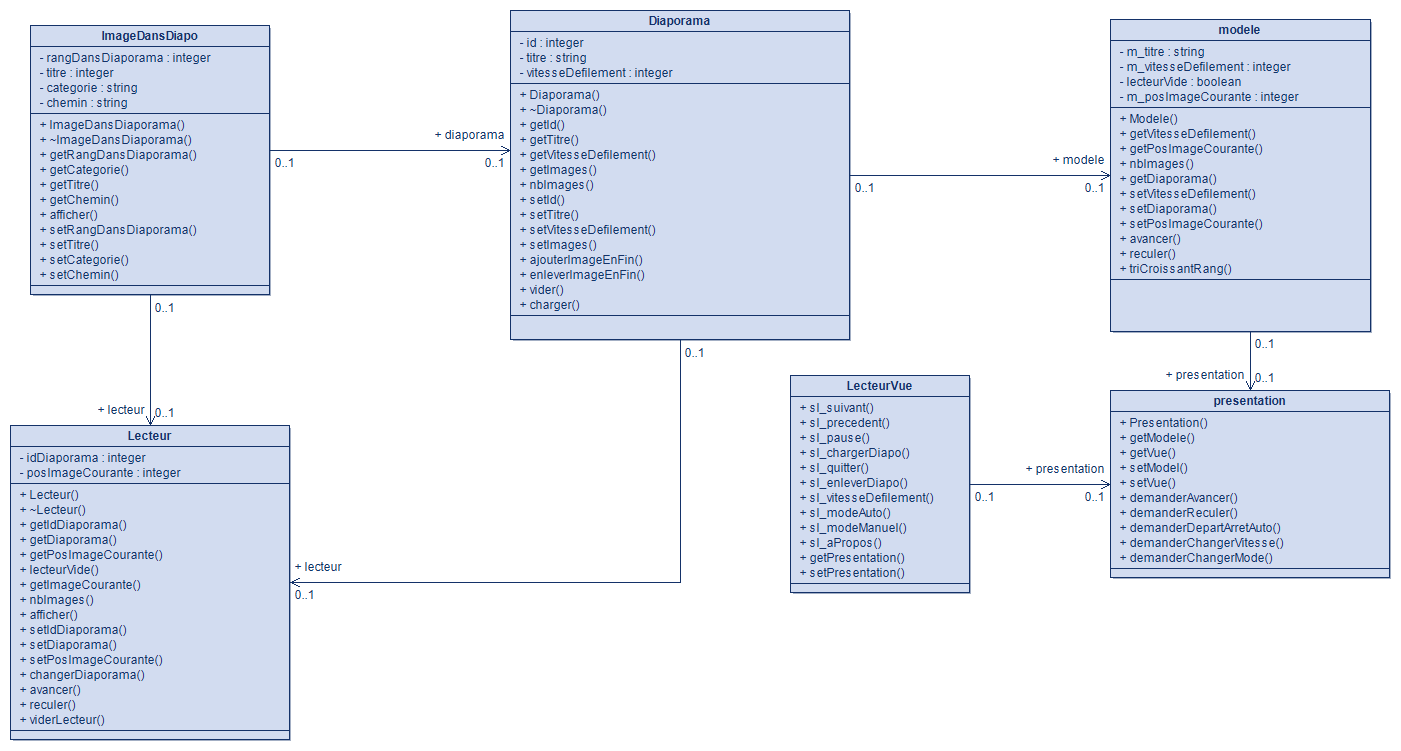 ImageDansDiapo
- rangDansDiaporama : integer
- titre : integer
- categorie : string
- chemin : string
+ ImageDansDiaporama()
+ ~ImageDansDiaporama()
+ getRangDansDiaporama()
+ getCategorie()
+ getTitre()
+ getChemin()
+ afficher()
+ setRangDansDiaporama()
+ setTitre()
+ setCategorie()
+ setChemin()
+ diaporama
0..1
0..1
Diaporama
- id : integer
- titre : string
- vitesseDefilement : integer
+ Diaporama()
+ ~Diaporama()
+ getId()
+ getTitre()
+ getVitesseDefilement()
+ getImages()
+ nbImages()
+ setId()
+ setTitre()
+ setVitesseDefilement()
+ setImages()
+ ajouterImageEnFin()
+ enleverImageEnFin()
+ vider()
+ charger()
+ modele
0..1
0..1
modele
- m_titre : string
- m_vitesseDefilement : integer
- lecteurVide : boolean
- m_posImageCourante : integer
+ Modele()
+ getVitesseDefilement()
+ getPosImageCourante()
+ nbImages()
+ getDiaporama()
+ setVitesseDefilement()
+ setDiaporama()
+ setPosImageCourante()
+ avancer()
+ reculer()
+ triCroissantRang()
0..1
+ lecteur
0..1
Lecteur
- idDiaporama : integer
- posImageCourante : integer
+ Lecteur()
+ ~Lecteur()
+ getIdDiaporama()
+ getDiaporama()
+ getPosImageCourante()
+ lecteurVide()
+ getImageCourante()
+ nbImages()
+ afficher()
+ setIdDiaporama()
+ setDiaporama()
+ setPosImageCourante()
+ changerDiaporama()
+ avancer()
+ reculer()
+ viderLecteur()
0..1
+ lecteur
0..1
LecteurVue
+ sl_suivant()
+ sl_precedent()
+ sl_pause()
+ sl_chargerDiapo()
+ sl_quitter()
+ sl_enleverDiapo()
+ sl_vitesseDefilement()
+ sl_modeAuto()
+ sl_modeManuel()
+ sl_aPropos()
+ getPresentation()
+ setPresentation()
+ presentation
0..1
0..1
0..1
+ presentation
0..1
presentation
+ Presentation()
+ getModele()
+ getVue()
+ setModel()
+ setVue()
+ demanderAvancer()
+ demanderReculer()
+ demanderDepartArretAuto()
+ demanderChangerVitesse()
+ demanderChangerMode()